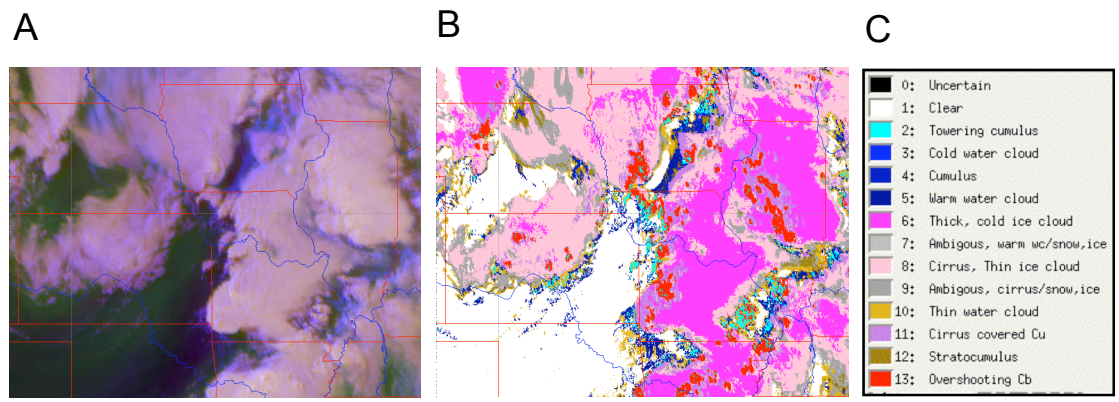 A
B
C
0: Uncertain
1: Clear
2: Towering cumulus
3: Cold water cloud
4: Cumulus
5: Warm water cloud
6: Thick, cold ice cloud
7: Ambigous, warm wc/snow,ice
8: Cirrus, Thin ice cloud
9: Ambigous, cirrus/snow,ice
10: Thin water cloud
11: Cirrus covered Cu
12: Stratocumulus
13: Overshooting Cb